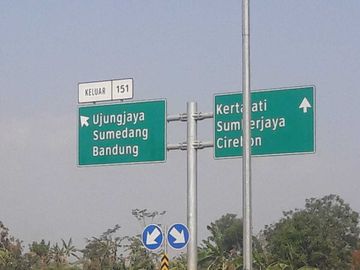 KELUAR 151
Ujungjaya
Sumedang
Bandung
Kertajati
Sumberjaya
Cirebon